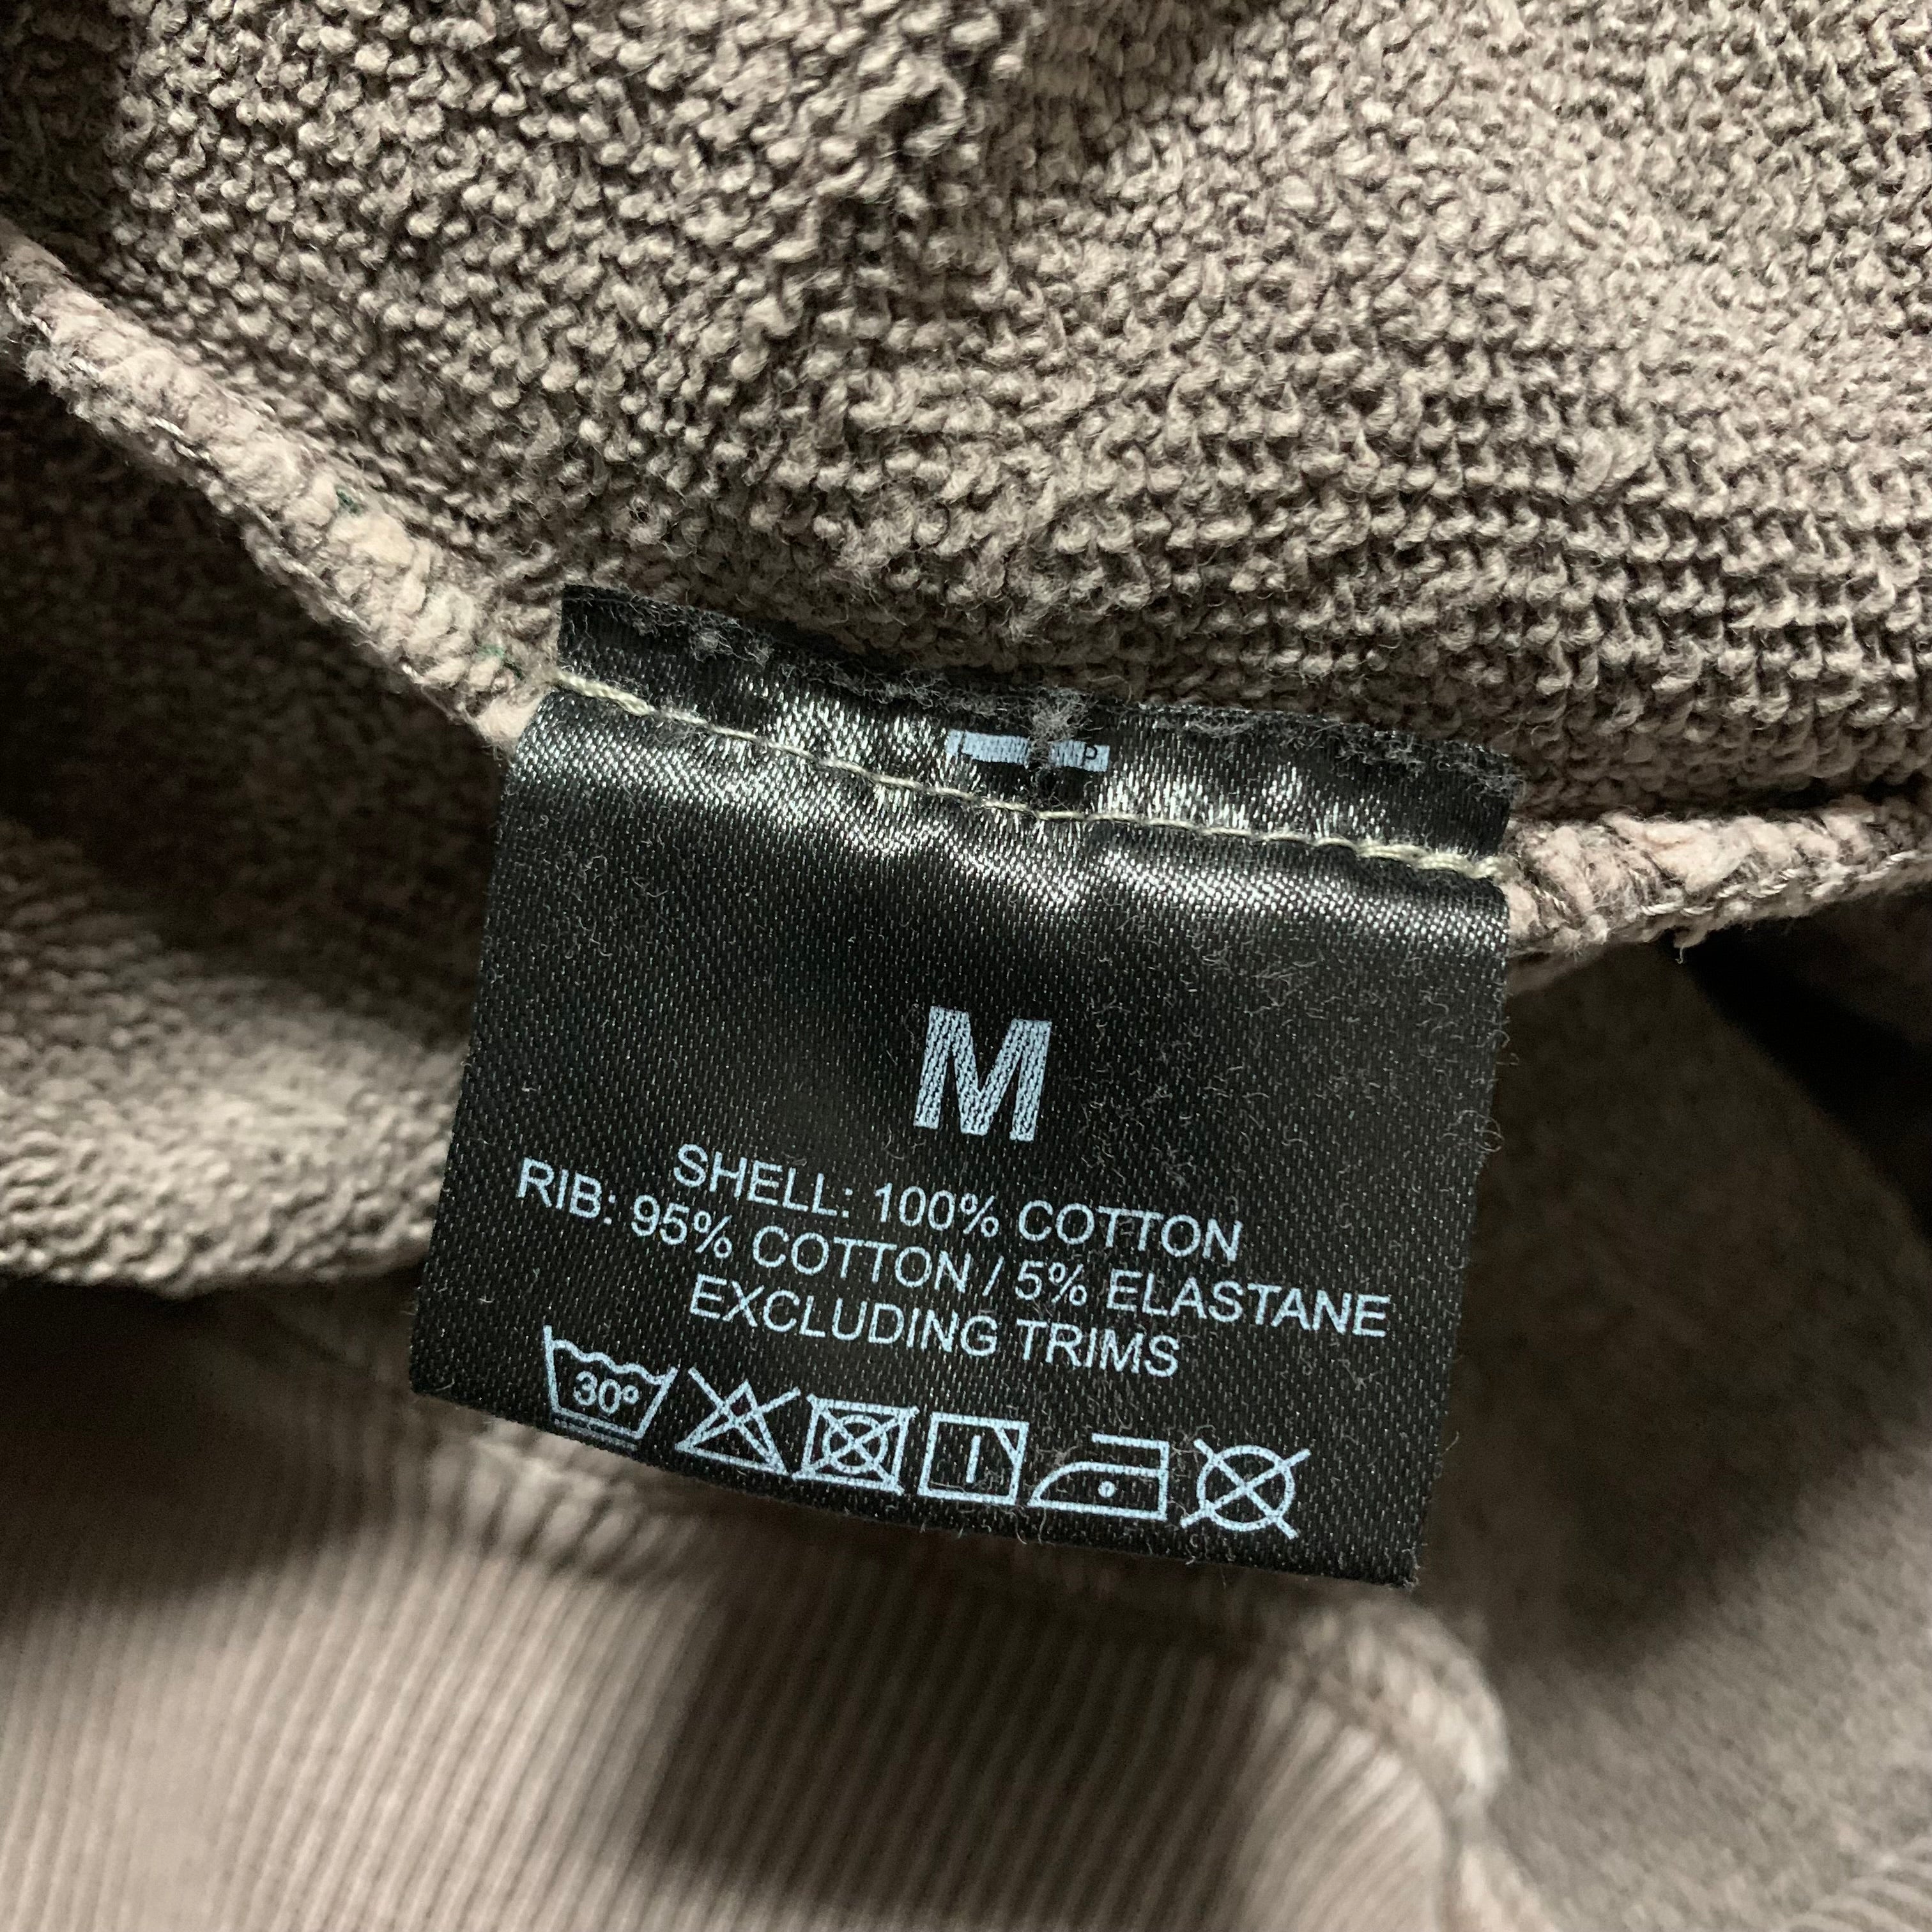 M
SHELL: 100% COTTON
RIB: 95% COTTON / 5% ELASTANE
EXCLUDING TRIMS
30°